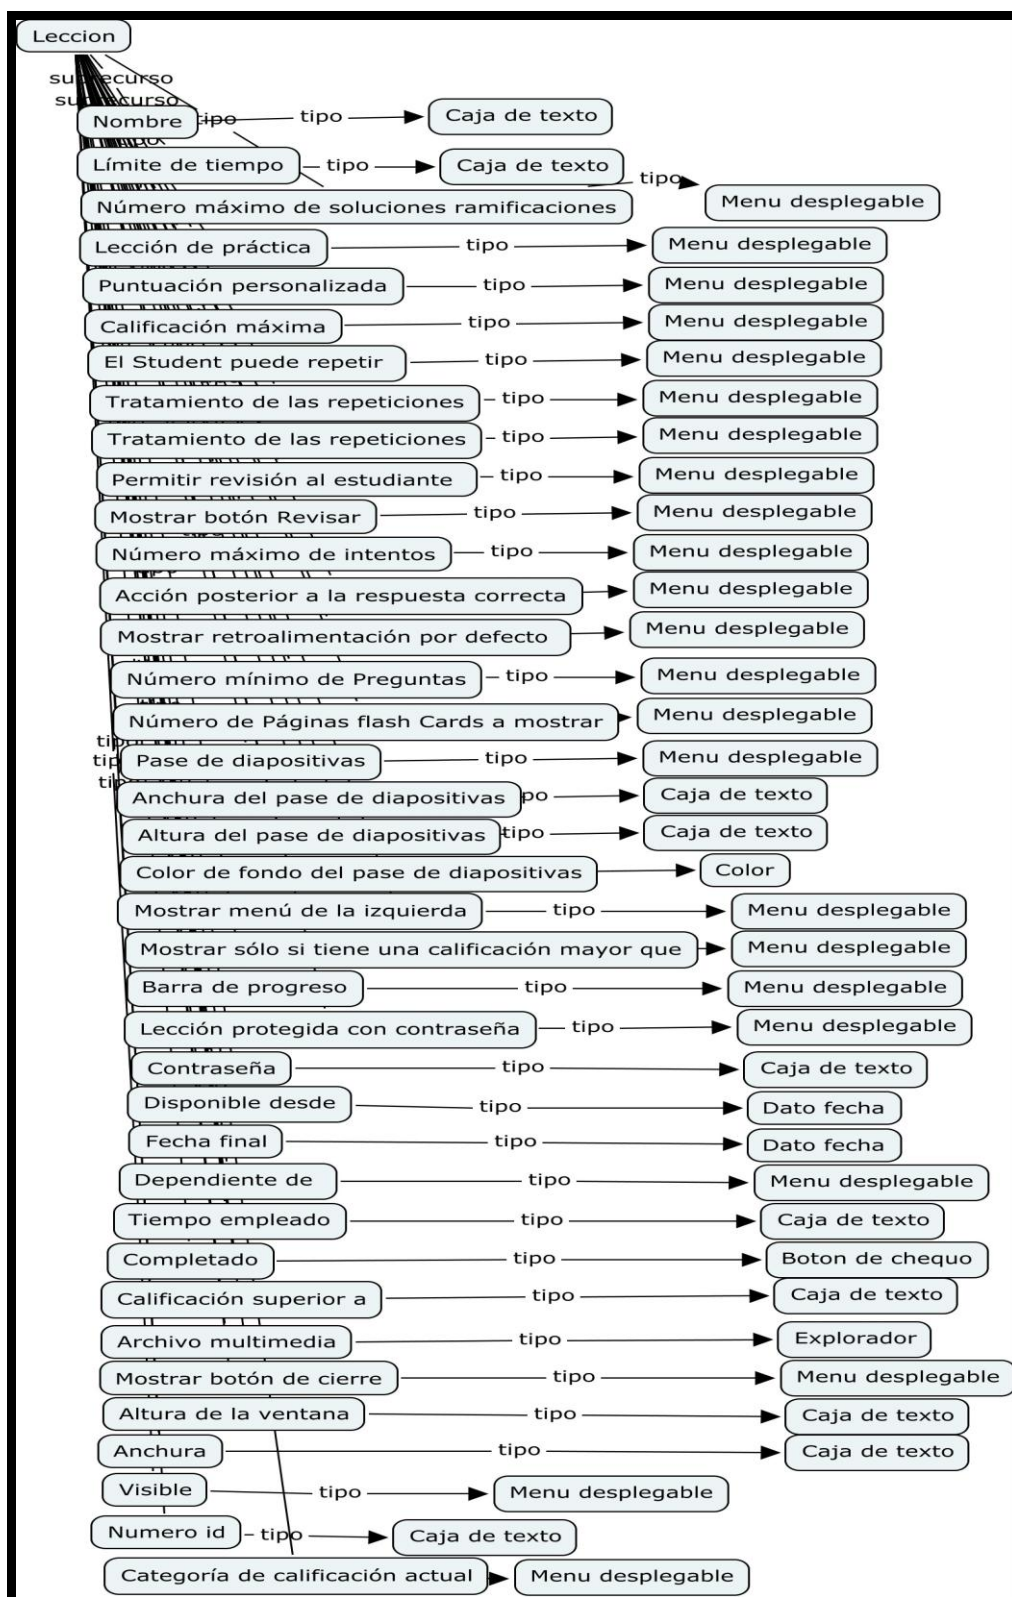 Leccion
subrecurso
subrecurso
Nombre tipo tipo Caja de texto
Límite de tiempo tipo Caja de texto
Número máximo de soluciones ramificaciones tipo Menu desplegable
Lección de práctica tipo Menu desplegable
Puntuación personalizada tipo Menu desplegable
Calificación máxima tipo Menu desplegable
El Student puede repetir tipo Menu desplegable
Tratamiento de las repeticiones tipo Menu desplegable
Tratamiento de las repeticiones tipo Menu desplegable
Permitir revisión al estudiante tipo Menu desplegable
Mostrar botón Revisar tipo Menu desplegable
Número máximo de intentos tipo Menu desplegable
Acción posterior a la respuesta correcta Menu desplegable
Mostrar retroalimentación por defecto Menu desplegable
Número mínimo de Preguntas tipo Menu desplegable
Número de Páginas flash Cards a mostrar Menu desplegable
Pase de diapositivas tipo Menu desplegable
Anchura del pase de diapositivas po Caja de texto
Altura del pase de diapositivas tipo Caja de texto
Color de fondo del pase de diapositivas Color
Mostrar menú de la izquierda tipo Menu desplegable
Mostrar sólo si tiene una calificación mayor que Menu desplegable
Barra de progreso tipo Menu desplegable
Lección protegida con contraseña tipo Menu desplegable
Contraseña tipo Caja de texto
Disponible desde tipo Dato fecha
Fecha final tipo Dato fecha
Dependiente de tipo Menu desplegable
Tiempo empleado tipo Caja de texto
Completado tipo Boton de chequo
Calificación superior a tipo Caja de texto
Archivo multimedia tipo Explorador
Mostrar botón de cierre tipo Menu desplegable
Altura de la ventana tipo Caja de texto
Anchura tipo Caja de texto
Visible tipo Menu desplegable
Numero id tipo Caja de texto
Categoría de calificación actual Menu desplegable